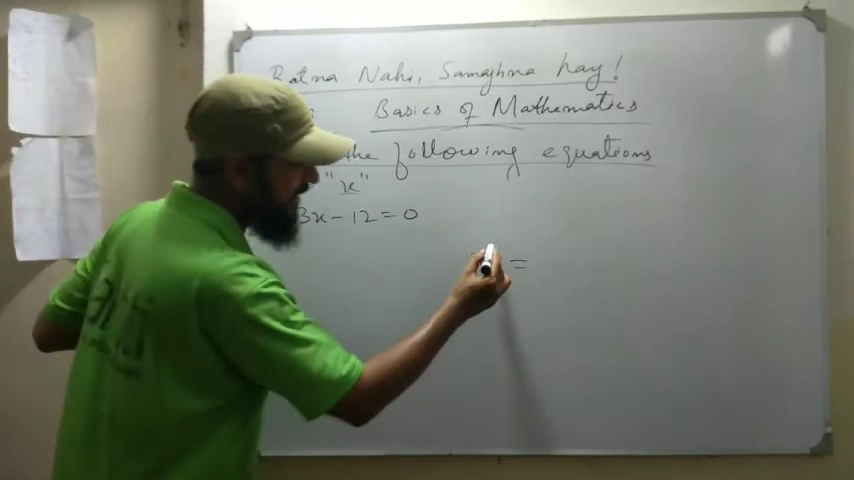 Ratna Nahi, Samajhna hay!
Basics of Mathematics
the following equations
"x"
3x-12=0
=